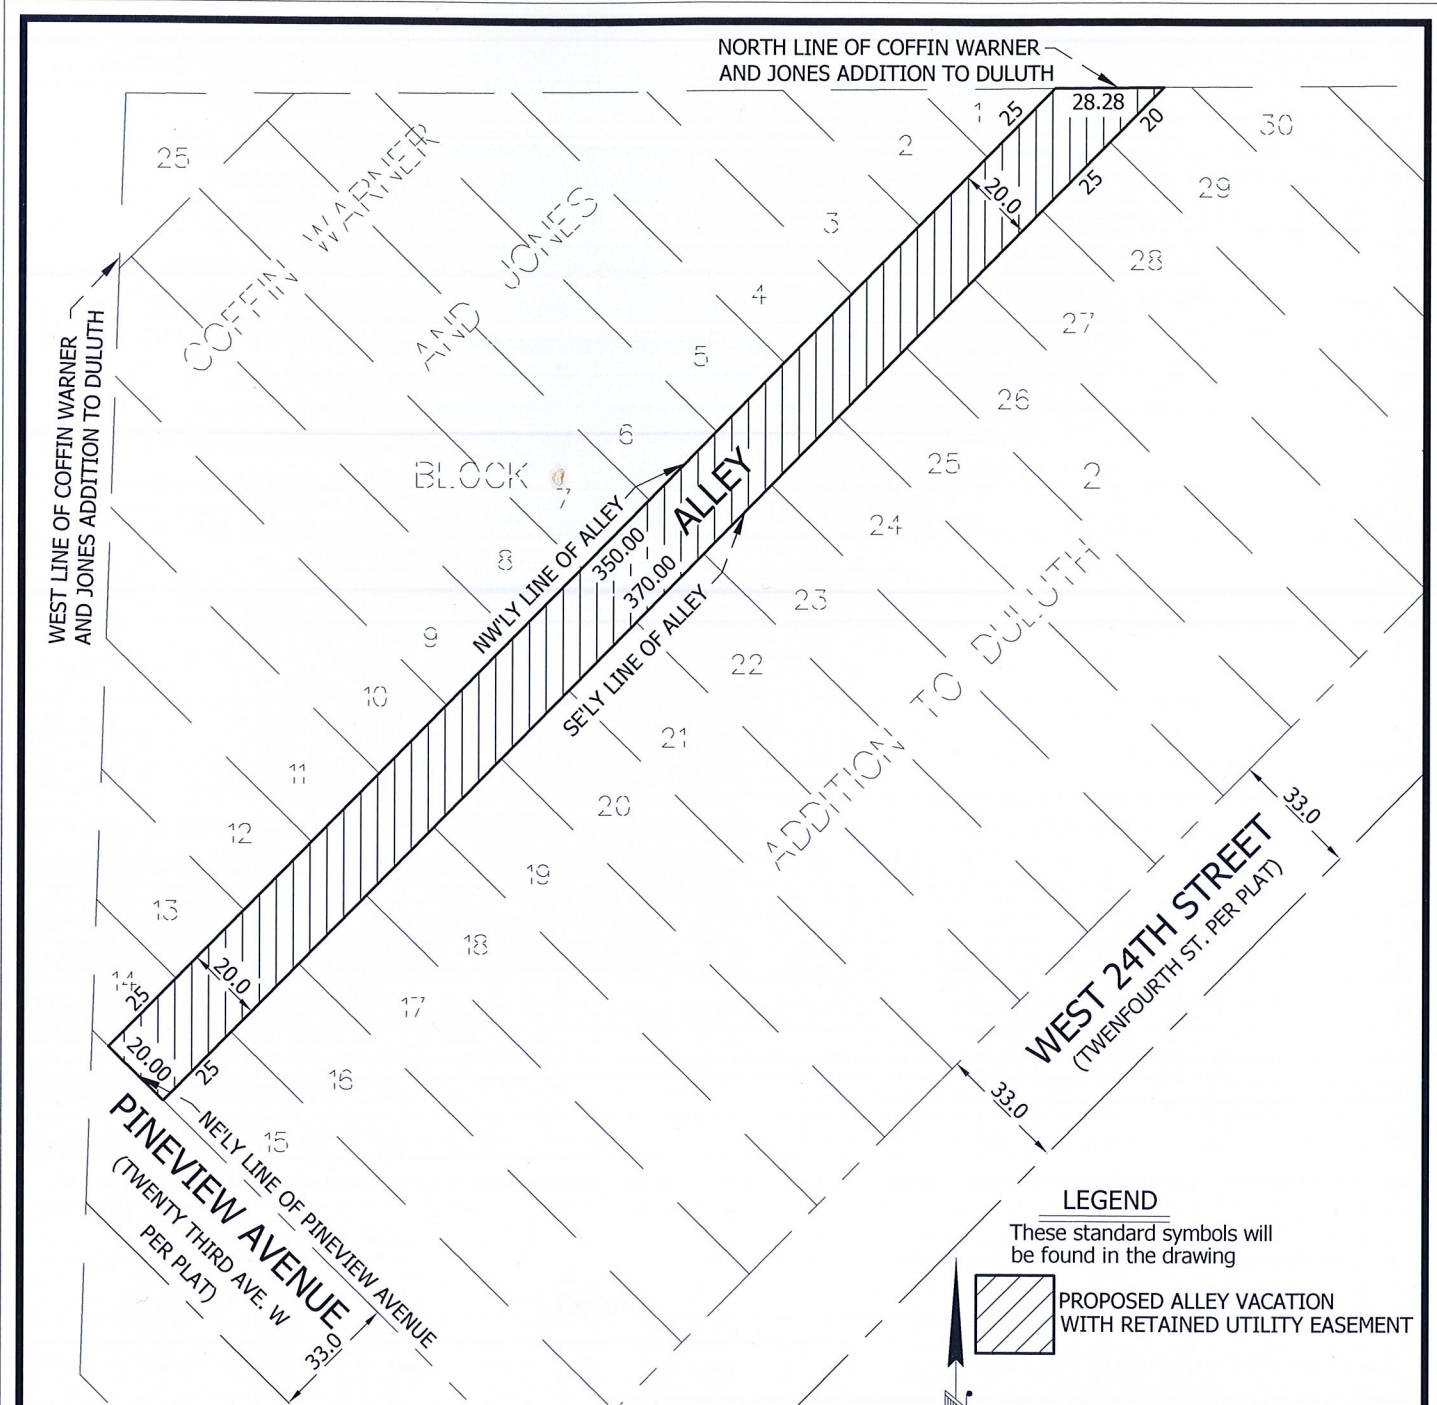 NORTH LINE OF COFFIN WARNER
AND JONES ADDITION TO DULUTH
28.28
25
20
1
30
2
25
29
25
20.0
3
28
COFFIN WARNER
AND JONES
4
27
WEST LINE OF COFFIN WARNER
AND JONES ADDITION TO DULUTH
5
26
6
25
2
BLOCK
7
ALLEY
24
NW'LY LINE OF ALLEY
350.00
370.00
SE'LY LINE OF ALLEY
8
23
9
22
ADDITION TO DULUTH
10
21
11
20
12
19
33.0
13
18
WEST 24TH STREET
(TWENFOURTH ST. PER PLAT)
14
25
20.0
17
20.00
25
16
33.0
NE'LY LINE OF PINEVIEW AVENUE
15
PINEVIEW AVENUE
(TWENTY THIRD AVE. W
PER PLAT)
33.0
LEGEND
These standard symbols will
be found in the drawing
PROPOSED ALLEY VACATION
WITH RETAINED UTILITY EASEMENT